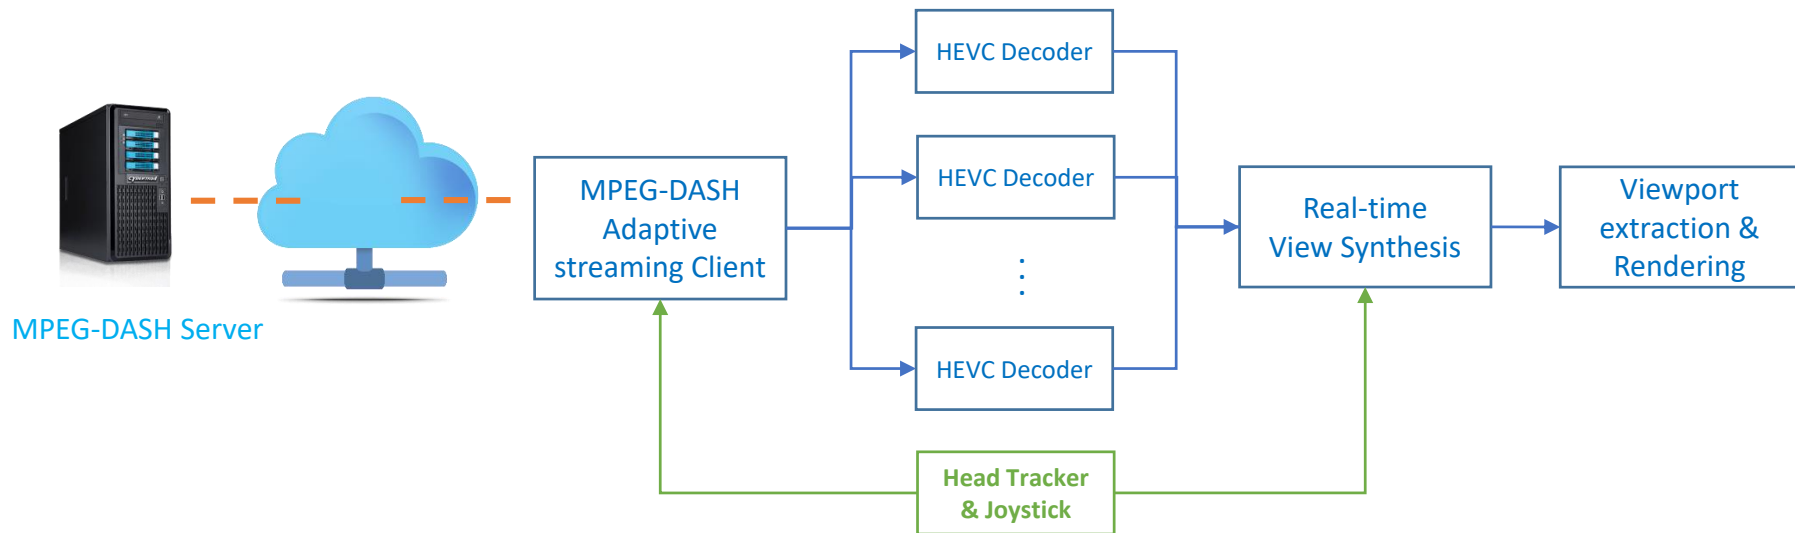 MPEG-DASH Server
MPEG-DASH
Adaptive
streaming Client
HEVC Decoder
HEVC Decoder
HEVC Decoder
Head Tracker
& Joystick
Real-time
View Synthesis
Viewport
extraction &
Rendering